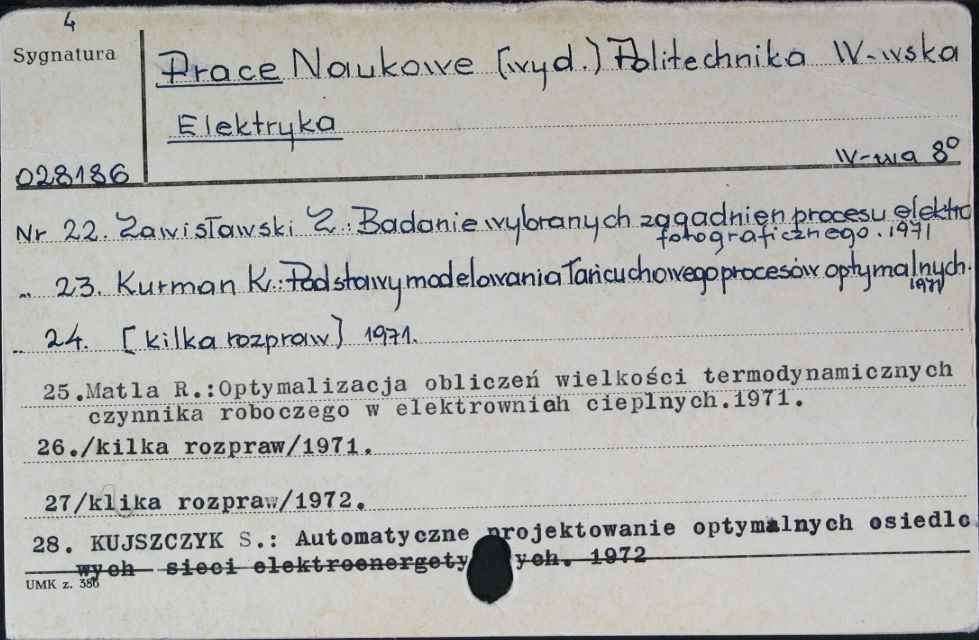 4
Sygnatura
Prace Naukowe (wyd.) Politechnika W-wska
Elektryka
028186
W-wa 8°
Nr 22. Zawisławski Z.: Badanie wybranych zagadnień procesu elektro
fotograficznego. 1971
„ 23. Kurman K.: Podstawy modelowania łańcuchowego procesów optymalnych.
1971
„ 24. [kilka rozpraw] 1971.
25.Matla R.:Optymalizacja obliczeń wielkości termodynamicznych
czynnika roboczego w elektrowniah cieplnych.1971.
26./kilka rozpraw/1971.
27/klika rozpraw/1972.
28. KUJSZCZYK S.: Automatyczne projektowanie optymalnych osiedlo
wych sieci elektroenergety ych. 1972
UMK z. 386